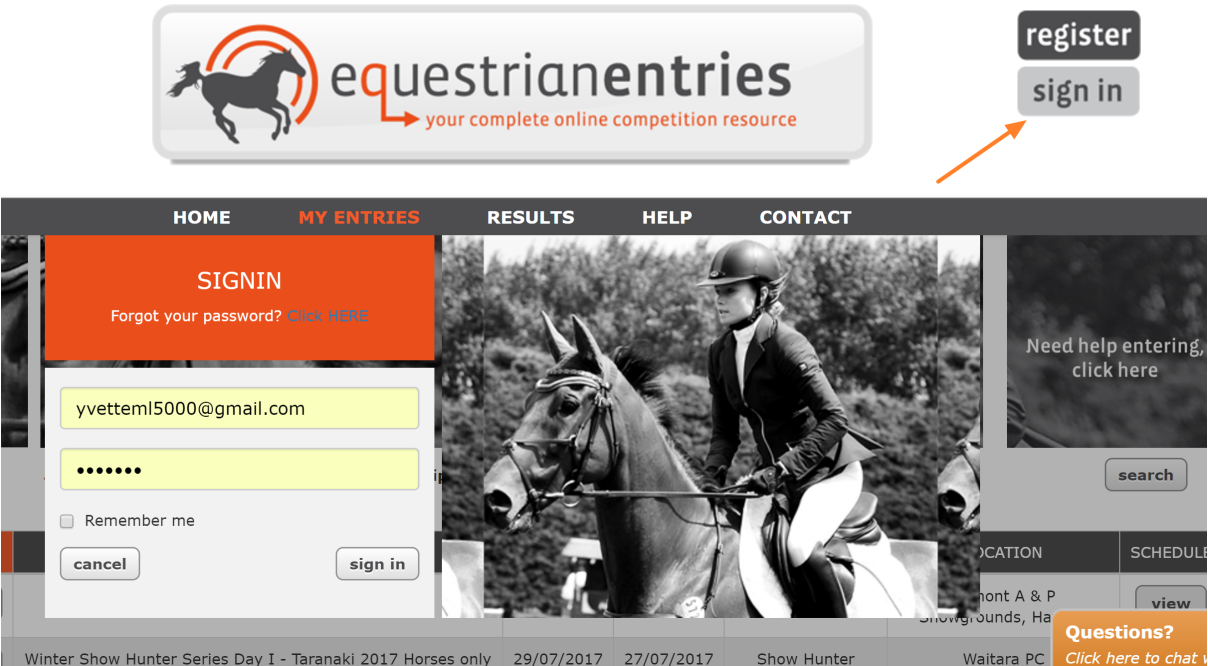 register
equestrianentries
your complete online competition resource
sign in
HOME MY ENTRIES RESULTS HELP CONTACT
SIGNIN
Forgot your password? Click HERE
Need help entering,
click here
yvetteml5000@gmail.com
•••••••
search
Remember me
cancel sign in
SCHEDULE
A & P
view
Questions?
Click here to chat
Winter Show Hunter Series Day I - Taranaki 2017 Horses only 29/07/2017 27/07/2017 Show Hunter Waitara PC